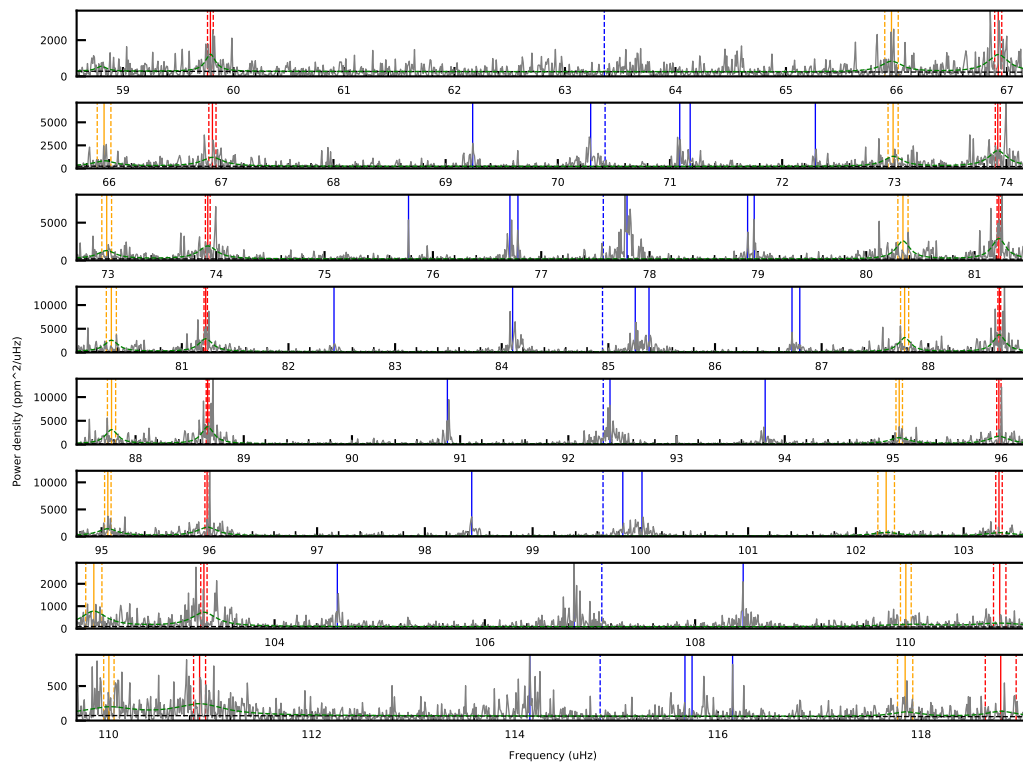 2000
0
59 60 61 62 63 64 65 66 67
5000
2500
0
66 67 68 69 70 71 72 73 74
5000
0
73 74 75 76 77 78 79 80 81
10000
5000
0
81 82 83 84 85 86 87 88
10000
5000
0
88 89 90 91 92 93 94 95 96
10000
5000
0
95 96 97 98 99 100 101 102 103
2000
1000
0
104 106 108 110
500
0
110 112 114 116 118
Power density (ppm^2/uHz)
Frequency (uHz)